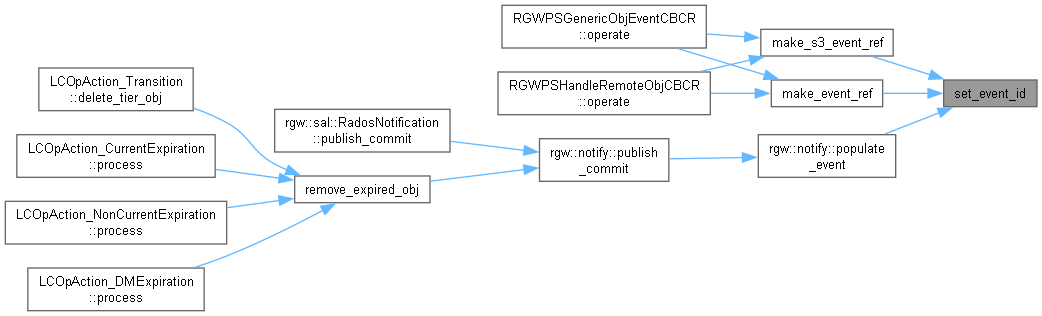 RGWPSGenericObjEventCBCR
::operate
make_s3_event_ref
LCOpAction_Transition
::delete_tier_obj
RGWPSHandleRemoteObjCBCR
::operate
make_event_ref
set_event_id
rgw::sal::RadosNotification
::publish_commit
LCOpAction_CurrentExpiration
::process
rgw::notify::publish
_commit
rgw::notify::populate
_event
remove_expired_obj
LCOpAction_NonCurrentExpiration
::process
LCOpAction_DMExpiration
::process